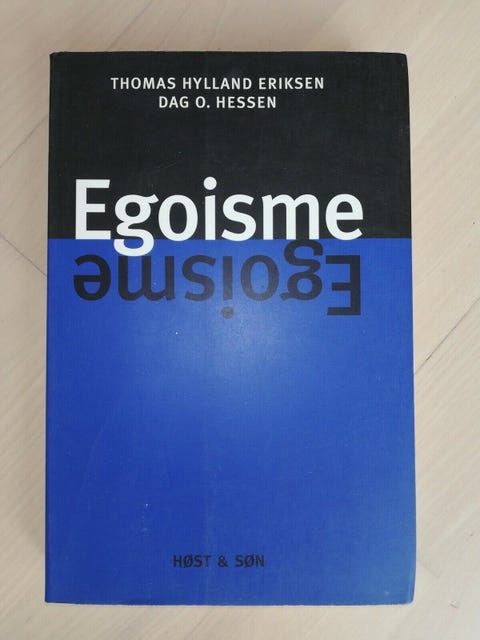 THOMAS HYLLAND ERIKSEN
DAG O. HESSEN
Egoisme
Egoisme
HØST & SØN